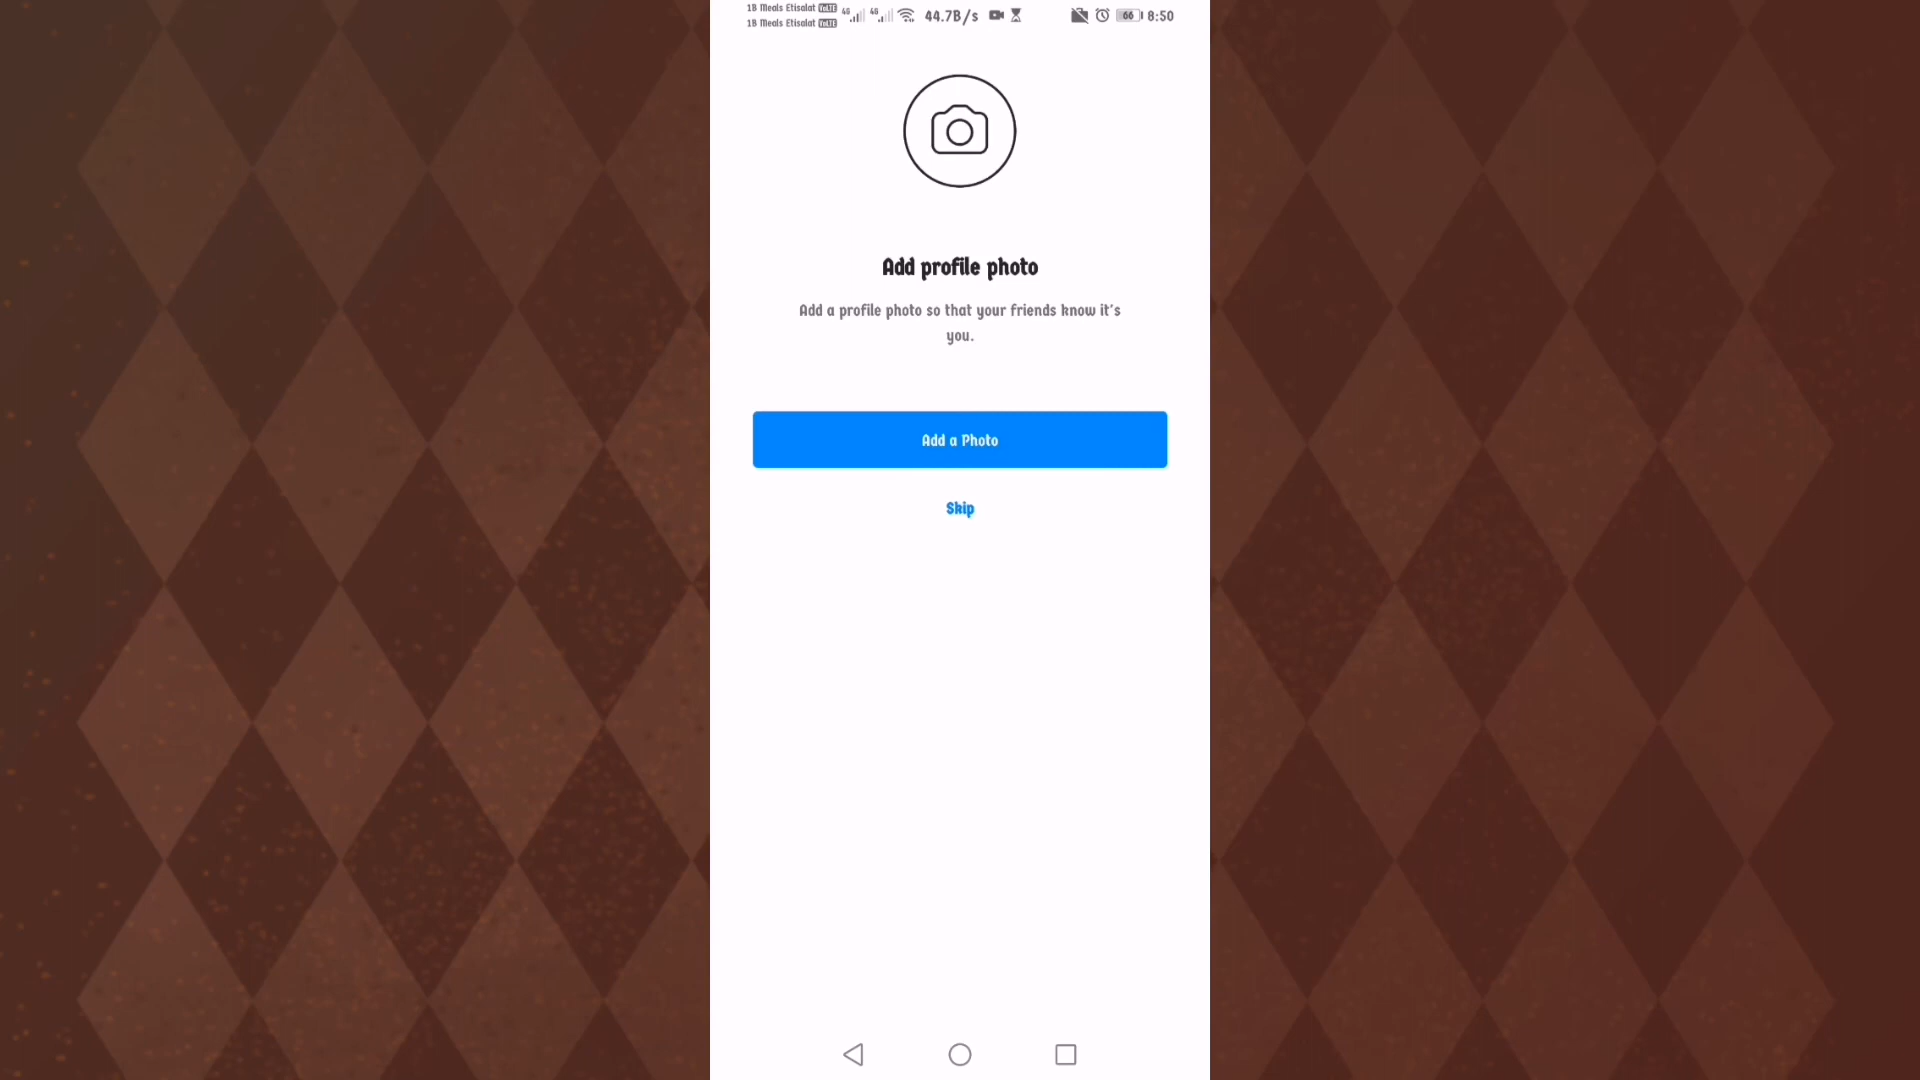 1B Meals Etisalat VoLTE
1B Meals Etisalat VoLTE
4G 4G 44.7B/s 66 8:50
Add profile photo
Add a profile photo so that your friends know it's
you.
Add a Photo
Skip